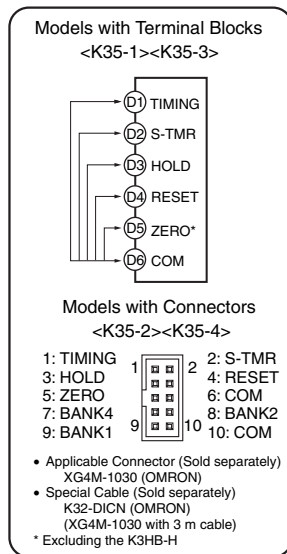 Models with Terminal Blocks
<K35-1><K35-3>
D1 TIMING
D2 S-TMR
D3 HOLD
D4 RESET
D5 ZERO*
D6 COM
Models with Connectors
<K35-2><K35-4>
1: TIMING
3: HOLD
5: ZERO
7: BANK4
9: BANK1
1 2
9 10
2: S-TMR
4: RESET
6: COM
8: BANK2
10: COM
• Applicable Connector (Sold separately)
XG4M-1030 (OMRON)
• Special Cable (Sold separately)
K32-DICN (OMRON)
(XG4M-1030 with 3 m cable)
* Excluding the K3HB-H